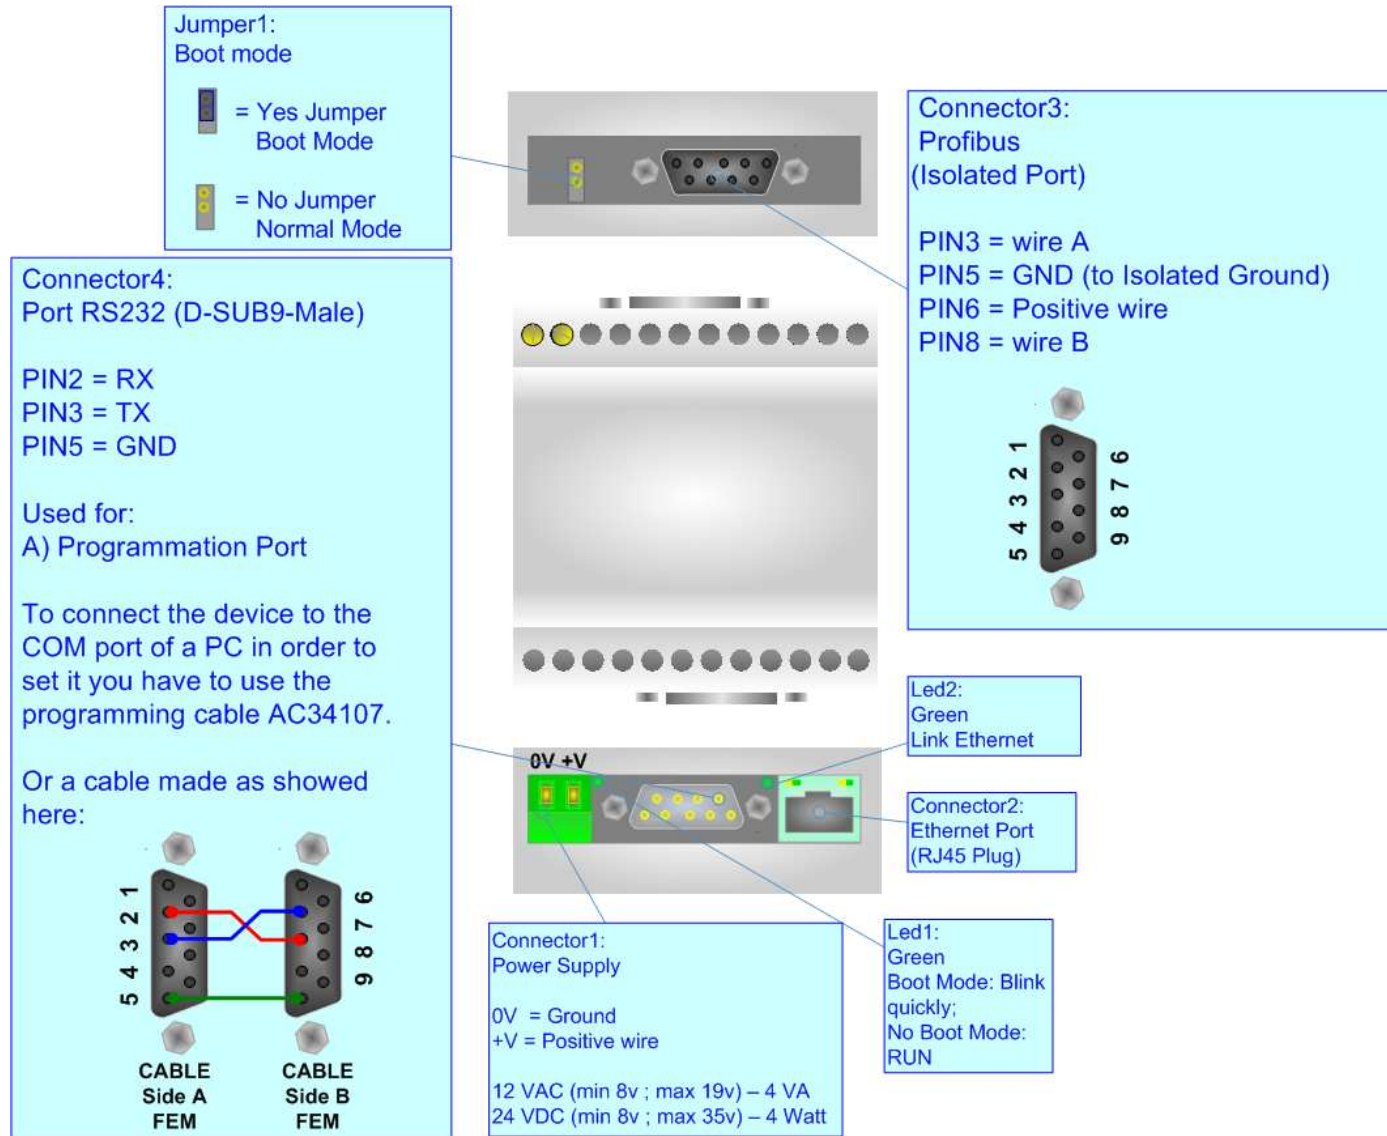 Jumper1:
Boot mode
= Yes Jumper
Boot Mode
= No Jumper
Normal Mode
Connector3:
Profibus
(Isolated Port)
PIN3 = wire A
PIN5 = GND (to Isolated Ground)
PIN6 = Positive wire
PIN8 = wire B
1
2
3
4
5
6
7
8
9
Connector4:
Port RS232 (D-SUB9-Male)
PIN2 = RX
PIN3 = TX
PIN5 = GND
Used for:
A) Programmation Port
To connect the device to the
COM port of a PC in order to
set it you have to use the
programming cable AC34107.
Or a cable made as showed
here:
1
2
3
4
5
6
7
8
9
CABLE
Side A
FEM
CABLE
Side B
FEM
0V +V
Led2:
Green
Link Ethernet
Connector2:
Ethernet Port
(RJ45 Plug)
Connector1:
Power Supply
0V = Ground
+V = Positive wire
12 VAC (min 8v ; max 19v) – 4 VA
24 VDC (min 8v ; max 35v) – 4 Watt
Led1:
Green
Boot Mode: Blink
quickly;
No Boot Mode:
RUN